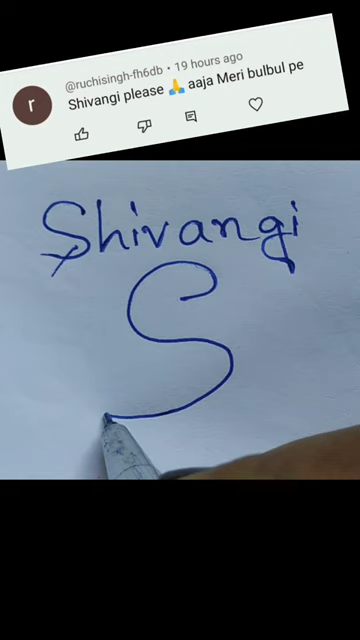 r
@ruchisingh-fh6db • 19 hours ago
Shivangi please 🙏 aaja Meri bulbul pe
Shivangi
S